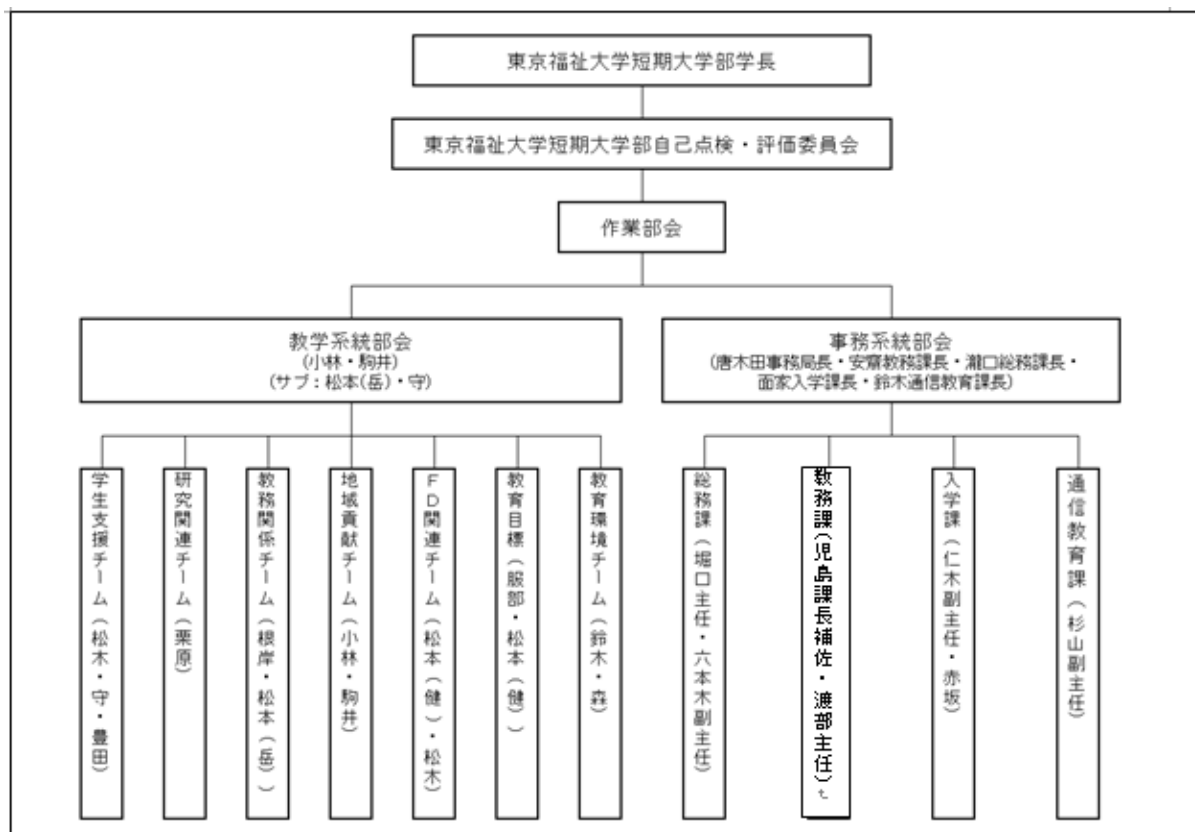 東京福祉大学短期大学部学長
東京福祉大学短期大学部自己点検・評価委員会
作業部会
教学系統部会
(小林・駒井)
(サブ：松本(岳)・守)
事務系統部会
(唐木田事務局長・安齋教務課長・瀧口総務課長・
面家入学課長・鈴木通信教育課長)
学生支援チーム(松木・守・豊田)
研究関連チーム(栗原)
教務関係チーム(根岸・松本(岳))
地域貢献チーム(小林・駒井)
ＦＤ関連チーム(松本(健)・松木)
教育目標(服部・松本(健))
教育環境チーム(鈴木・森)
総務課(堀口主任・六本木副主任)
教務課(児島課長補佐・渡部主任)
入学課(仁木副主任・赤坂)
通信教育課(杉山副主任)